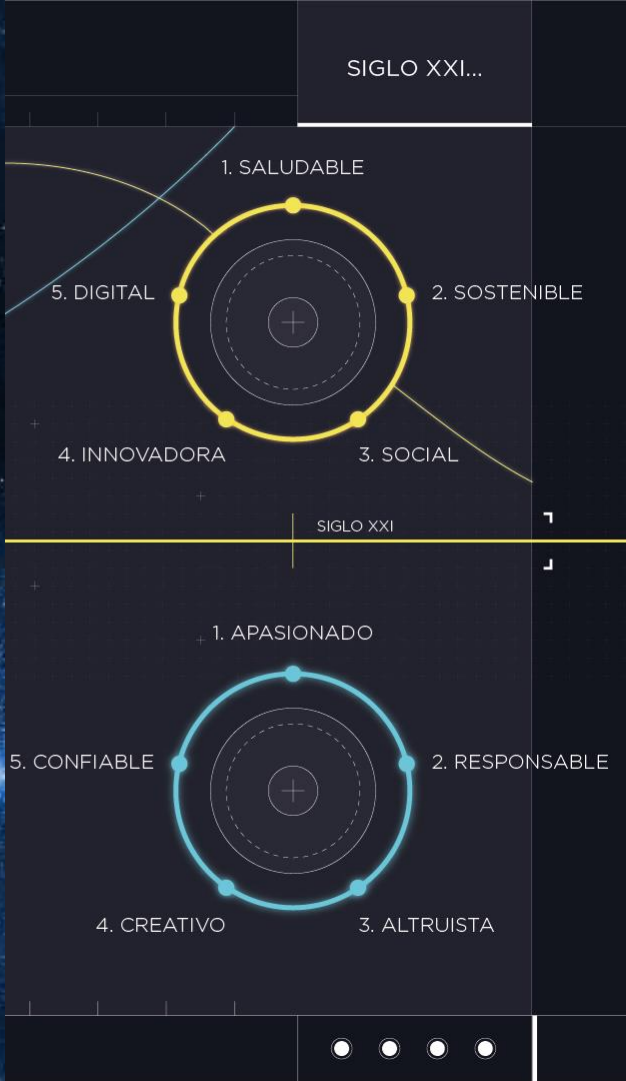 SIGLO XXI...
1. SALUDABLE
5. DIGITAL
2. SOSTENIBLE
4. INNOVADORA
3. SOCIAL
SIGLO XXI
1. APASIONADO
5. CONFIABLE
2. RESPONSABLE
4. CREATIVO
3. ALTRUISTA